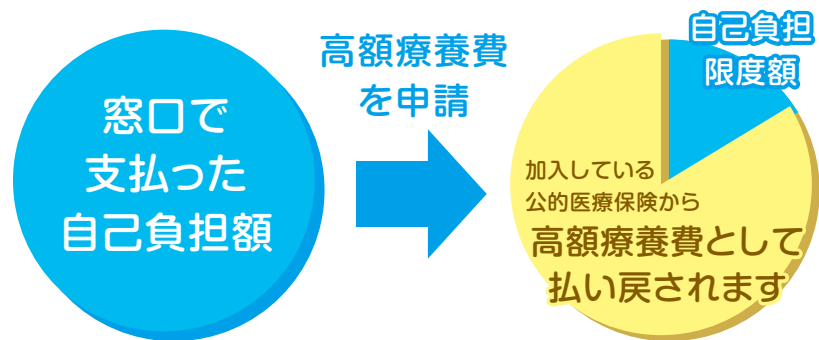 窓口で
支払った
自己負担額
高額療養費
を申請
自己負担
限度額
加入している
公的医療保険から
高額療養費として
払い戻されます